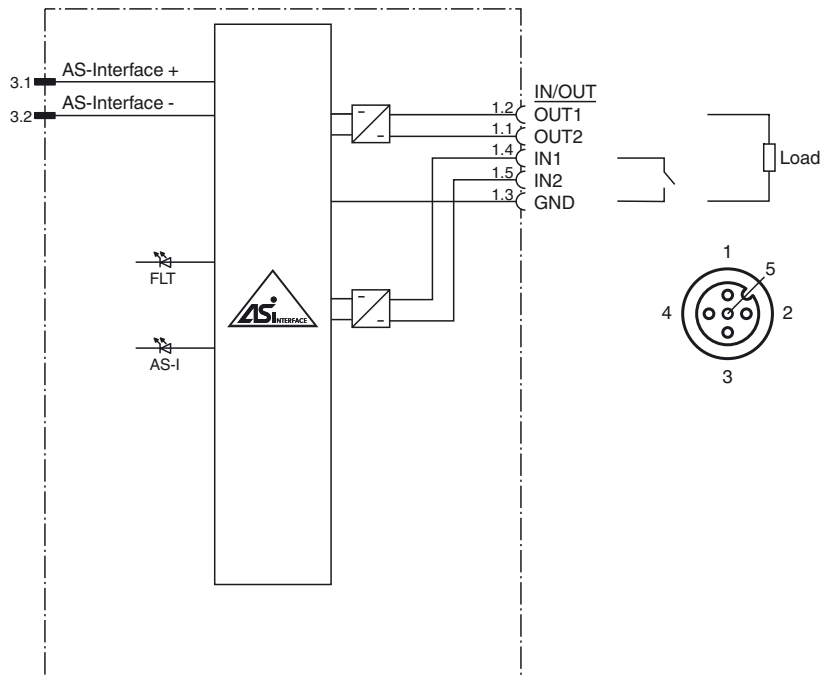 3.1
AS-Interface +
3.2
AS-Interface -
IN/OUT
1.2 OUT1
1.1 OUT2
1.4 IN1
1.5 IN2
1.3 GND
Load
FLT
ASi INTERFACE
AS-I
1
5
4
2
3